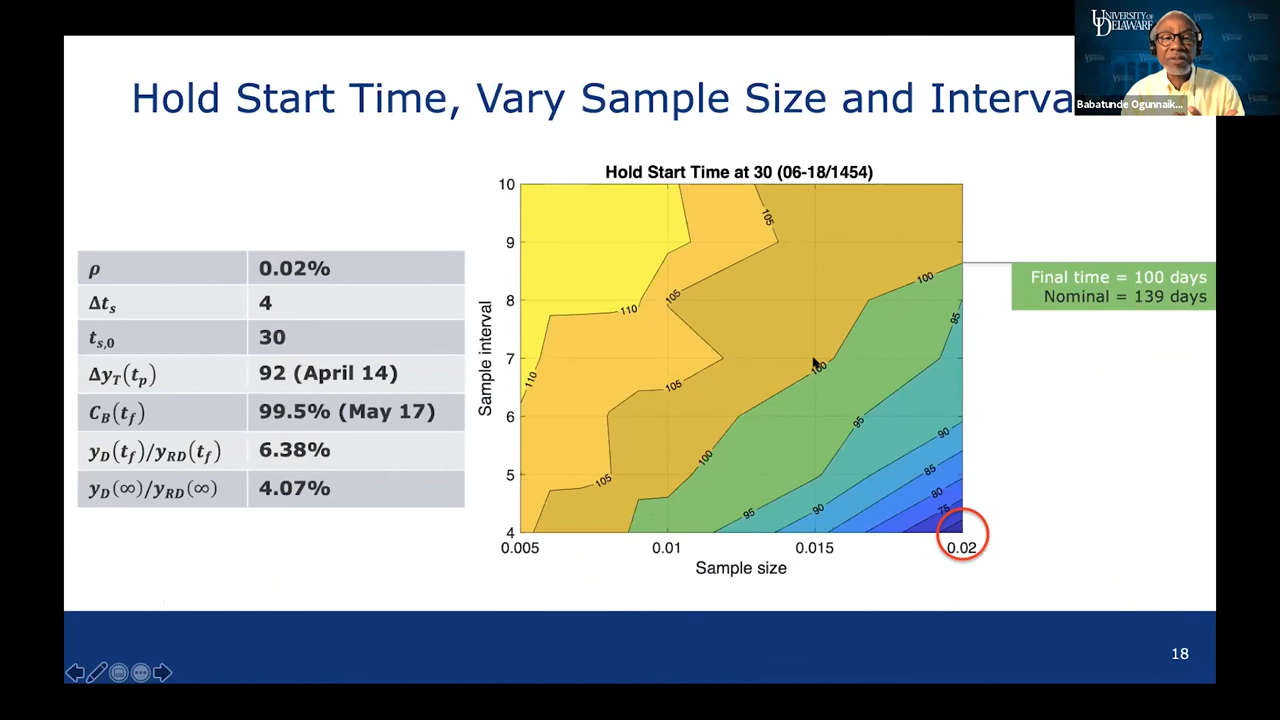 UNIVERSITY OF
DELAWARE
Babatunde Ogunnaik...
Hold Start Time, Vary Sample Size and Interva
ρ 0.02%
Δtₛ 4
tₛ,₀ 30
Δy_T(t_p) 92 (April 14)
C_B(t_f) 99.5% (May 17)
y_D(t_f)/y_RD(t_f) 6.38%
y_D(∞)/y_RD(∞) 4.07%
Hold Start Time at 30 (06-18/1454)
Sample interval
10
9
8
7
6
5
4
105
100
105
110
95
100
110
105
95
90
100
85
105
80
75
95
90
0.005 0.01 0.015 0.02
Sample size
Final time = 100 days
Nominal = 139 days
18